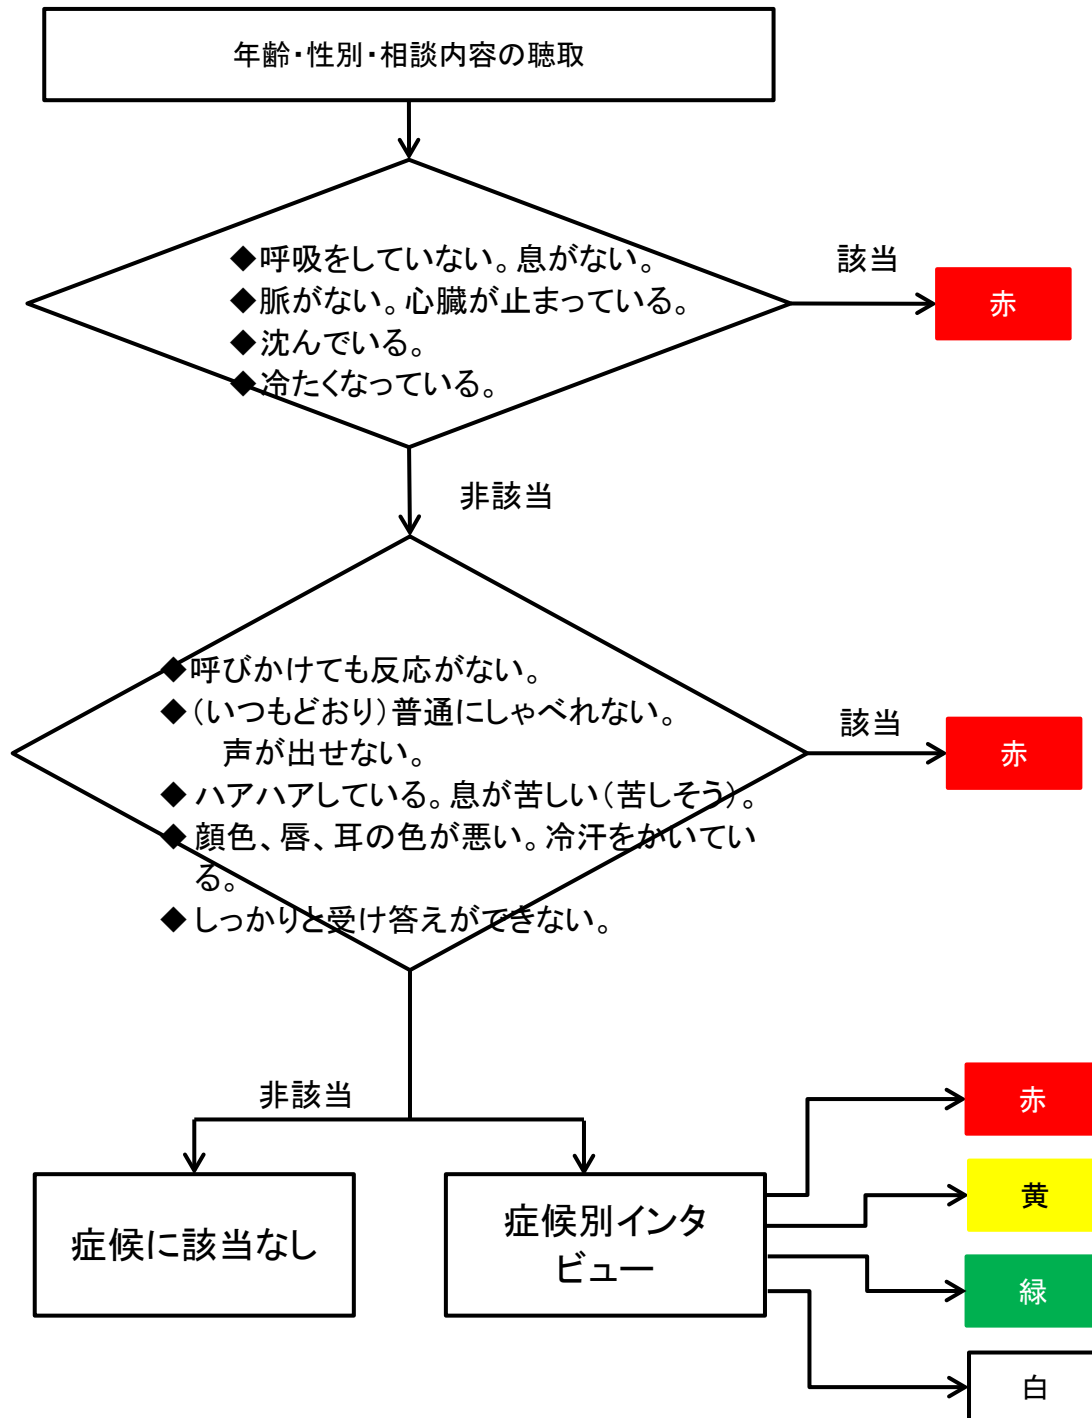 年齢・性別・相談内容の聴取
◆呼吸をしていない。息がない。
◆脈がない。心臓が止まっている。
◆沈んでいる。
◆冷たくなっている。
該当
赤
非該当
◆呼びかけても反応がない。
◆(いつもどおり)普通にしゃべれない。
声が出せない。
◆ハアハアしている。息が苦しい(苦しそう)。
◆顔色、唇、耳の色が悪い。冷汗をかいてい
る。
◆しっかりと受け答えができない。
該当
赤
非該当
症候に該当なし
症候別インタ
ビュー
赤
黄
緑
白